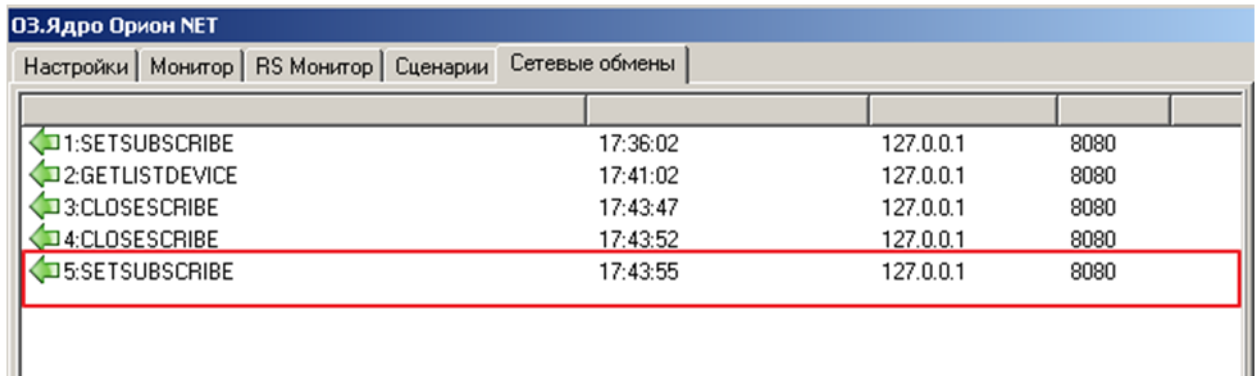 03.Ядро Орион NET
Настройки Монитор RS Монитор Сценарии Сетевые обмены
1:SETSUBSCRIBE 17:36:02 127.0.0.1 8080
2:GETLISTDEVICE 17:41:02 127.0.0.1 8080
3:CLOSESCRIBE 17:43:47 127.0.0.1 8080
4:CLOSESCRIBE 17:43:52 127.0.0.1 8080
5:SETSUBSCRIBE 17:43:55 127.0.0.1 8080